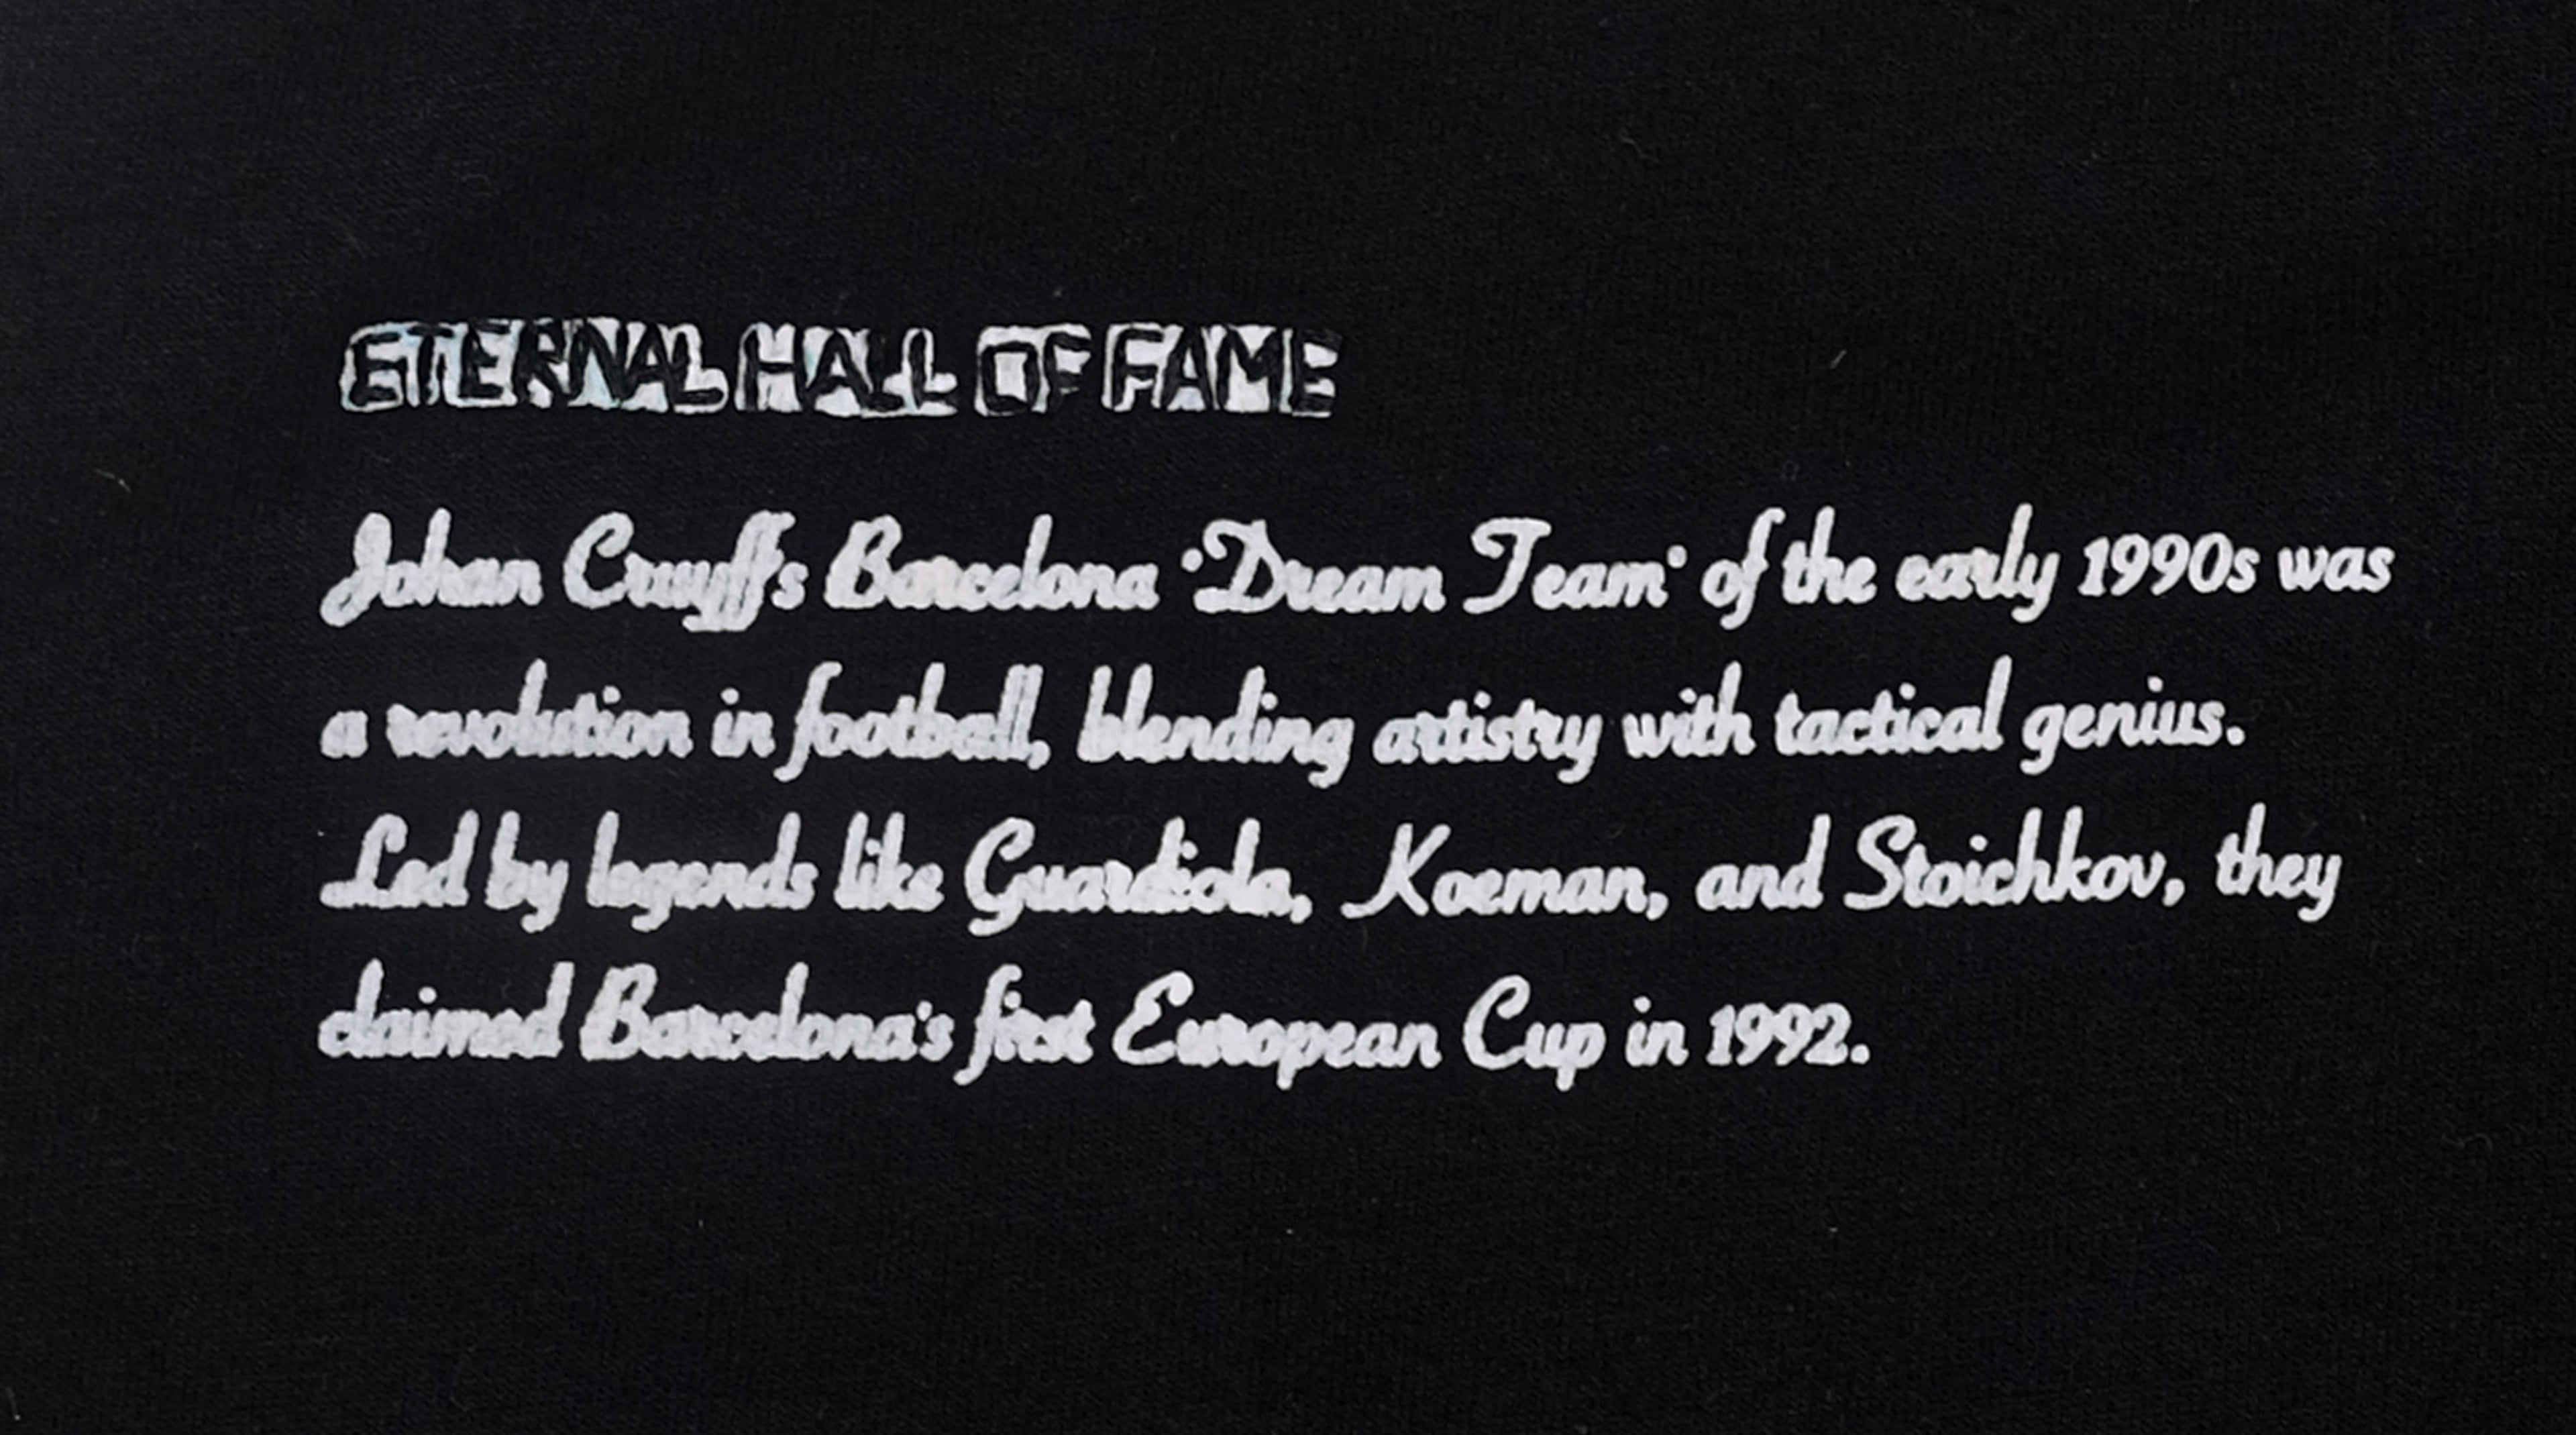 ETERNAL HALL OF FAME
Johan Cruyff's Barcelona 'Dream Team' of the early 1990s was
a revolution in football, blending artistry with tactical genius.
Led by legends like Guardiola, Koeman, and Stoichkov, they
claimed Barcelona's first European Cup in 1992.